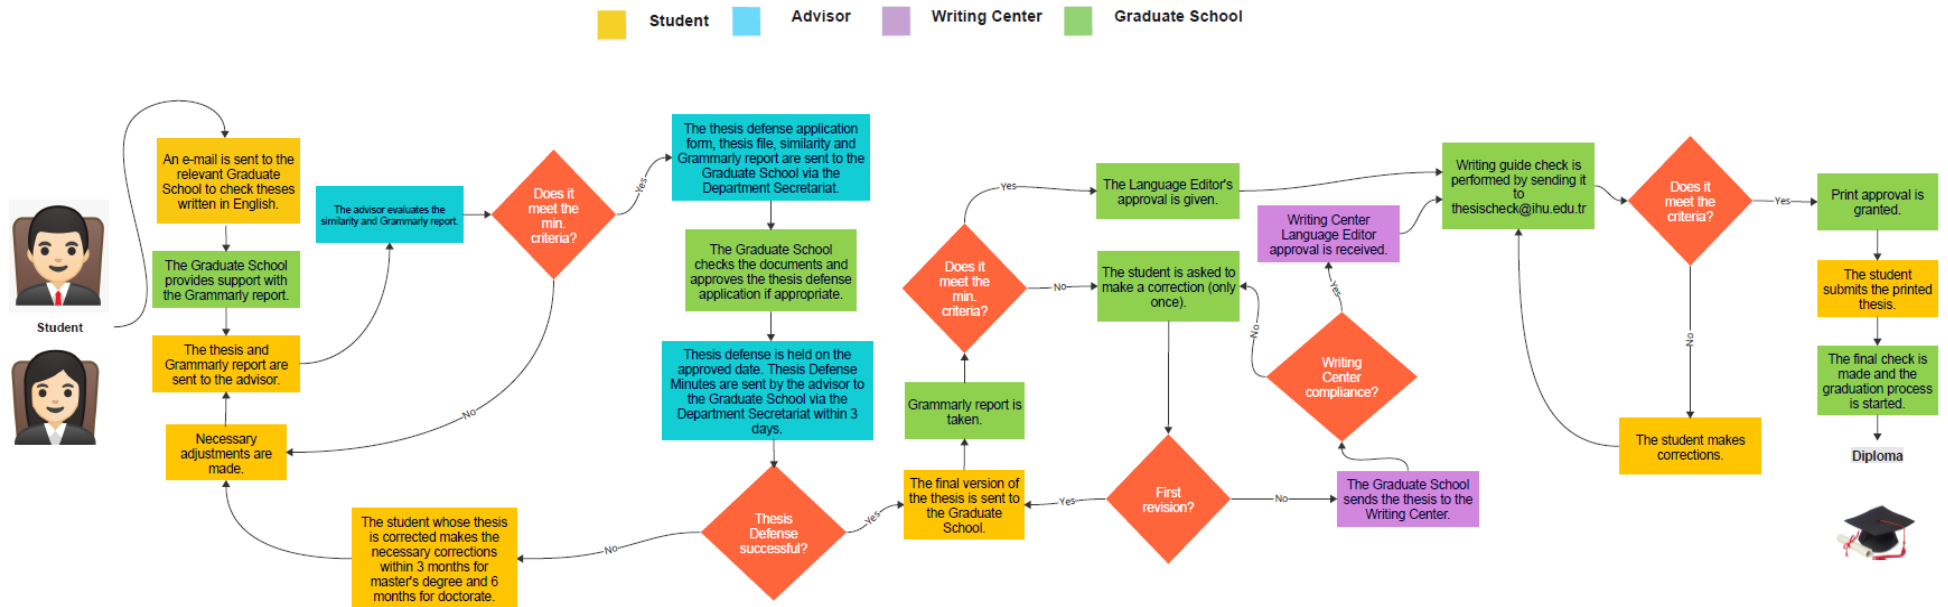 Student
Advisor
Writing Center
Graduate School
An e-mail is sent to the
relevant Graduate
School to check theses
written in English.
The Graduate School
provides support with
the Grammarly report.
Student
The thesis and
Grammarly report are
sent to the advisor.
Necessary
adjustments are
made.
The advisor evaluates the
similarity and Grammarly report.
Does it
meet the
min.
criteria?
Yes
No
The thesis defense application
form, thesis file, similarity and
Grammarly report are sent to the
Graduate School via the
Department Secretariat.
The Graduate School
checks the documents and
approves the thesis defense
application if appropriate.
Thesis defense is held on the
approved date. Thesis Defense
Minutes are sent by the advisor to
the Graduate School via the
Department Secretariat within 3
days.
Thesis
Defense
successful?
No
The student whose thesis
is corrected makes the
necessary corrections
within 3 months for
master's degree and 6
months for doctorate.
Yes
The final version of
the thesis is sent to
the Graduate
School.
Grammarly report is
taken.
Does it
meet the
min.
criteria?
Yes
The Language Editor's
approval is given.
No
The student is asked to
make a correction (only
once).
First
revision?
Yes
No
The Graduate School
sends the thesis to the
Writing Center.
Writing
Center
compliance?
No
Yes
Writing Center
Language Editor
approval is received.
Writing guide check is
performed by sending it
to
thesischeck@ihu.edu.tr
Does it
meet the
criteria?
No
The student makes
corrections.
Yes
Print approval is
granted.
The student
submits the printed
thesis.
The final check is
made and the
graduation process
is started.
Diploma